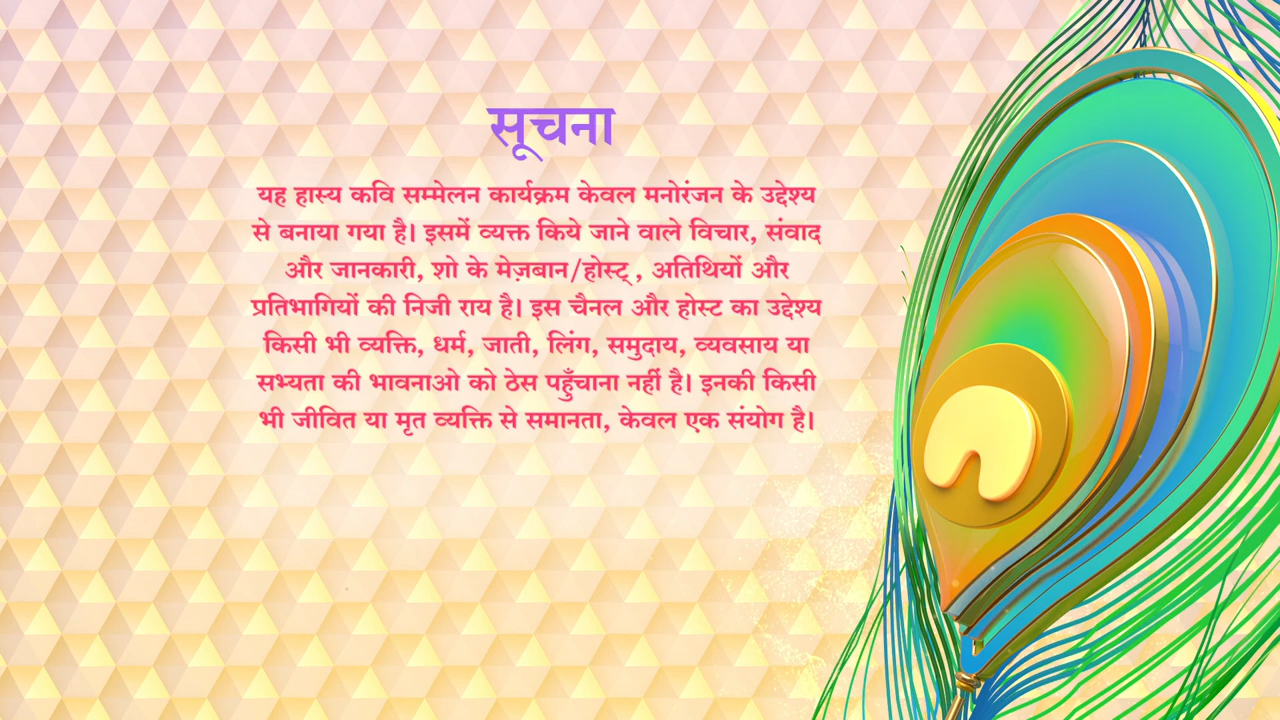 सूचना
यह हास्य कवि सम्मेलन कार्यक्रम केवल मनोरंजन के उद्देश्य
से बनाया गया है। इसमें व्यक्त किये जाने वाले विचार, संवाद
और जानकारी, शो के मेज़बान/होस्ट् , अतिथियों और
प्रतिभागियों की निजी राय है। इस चैनल और होस्ट का उद्देश्य
किसी भी व्यक्ति, धर्म, जाती, लिंग, समुदाय, व्यवसाय या
सभ्यता की भावनाओ को ठेस पहुँचाना नहीं है। इनकी किसी
भी जीवित या मृत व्यक्ति से समानता, केवल एक संयोग है।